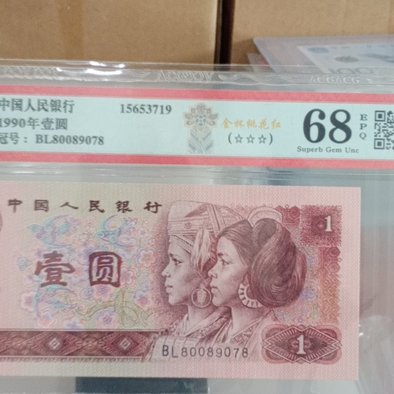 中国人民银行
1990年壹圆
冠号：BL80089078
15653719
金杯桃花红
(☆☆☆)
68
EPQ
Superb Gem Unc
中国人民银行
壹圆
1
BL80089078
1